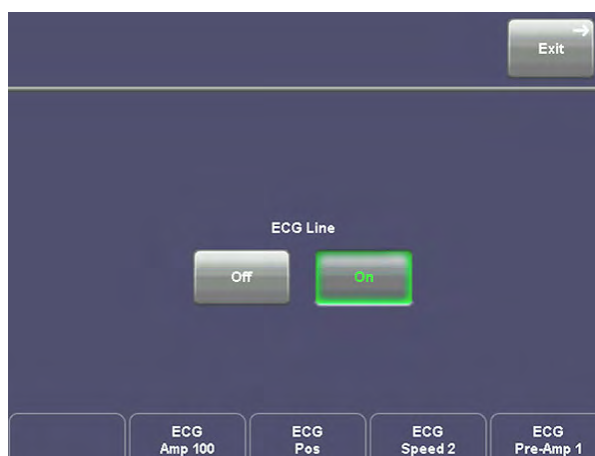 Exit
ECG Line
Off
On
ECG
Amp 100
ECG
Pos
ECG
Speed 2
ECG
Pre-Amp 1